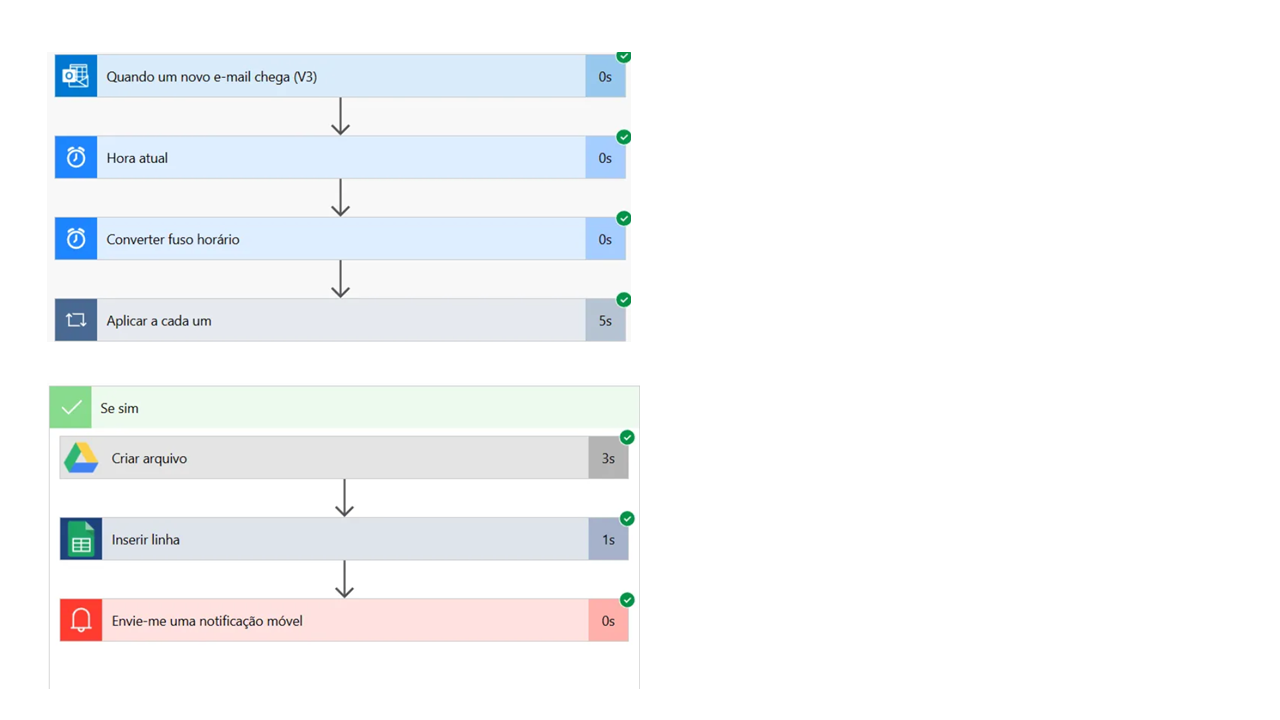 Quando um novo e-mail chega (V3)
0s
Hora atual
0s
Converter fuso horário
0s
Aplicar a cada um
5s
Se sim
Criar arquivo
3s
Inserir linha
1s
Envie-me uma notificação móvel
0s